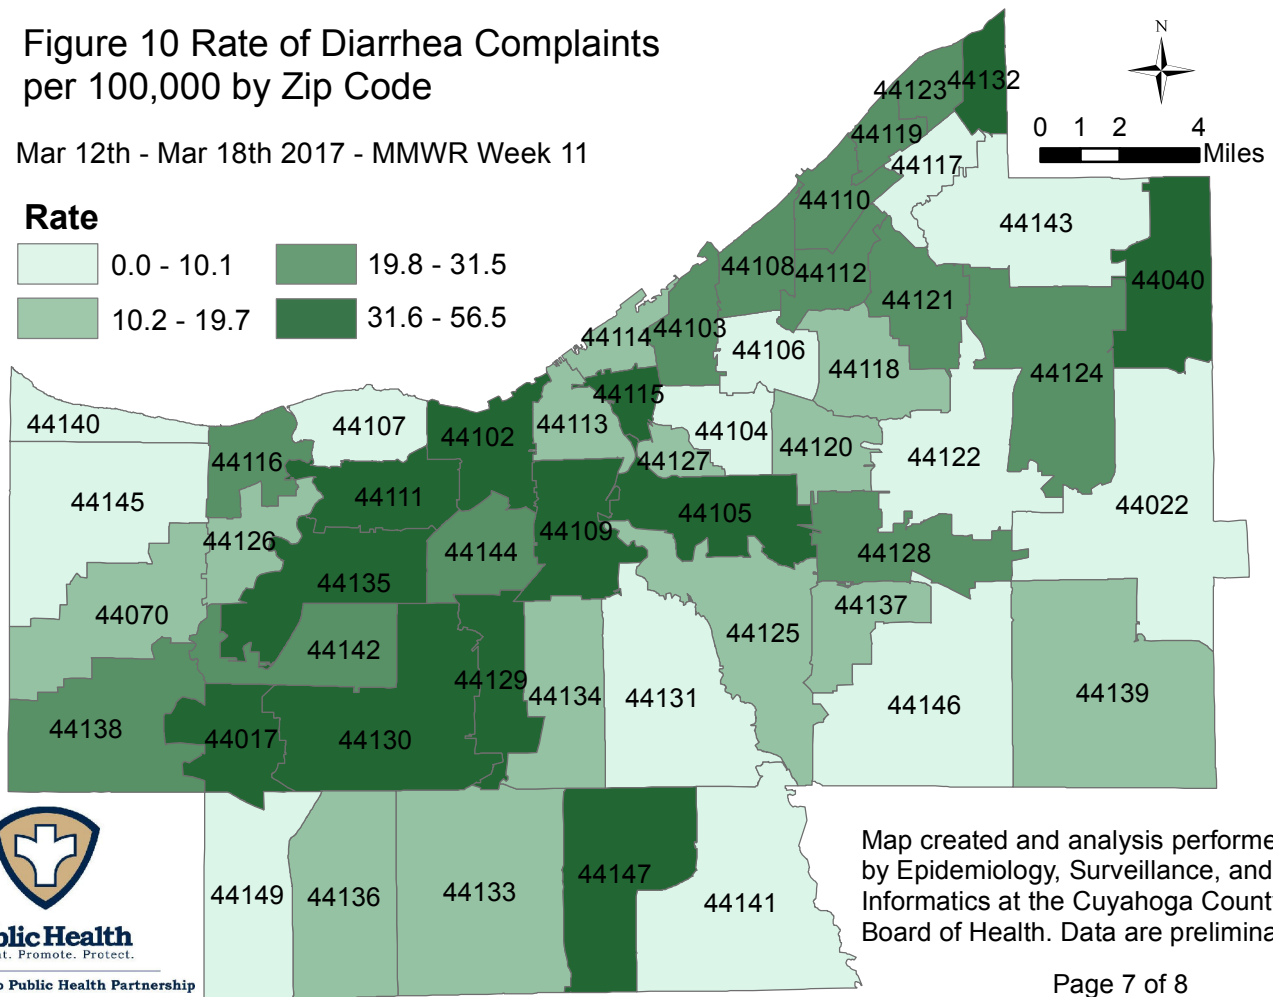 Figure 10 Rate of Diarrhea Complaints
per 100,000 by Zip Code
Mar 12th - Mar 18th 2017 - MMWR Week 11
Rate
0.0 - 10.1
19.8 - 31.5
10.2 - 19.7
31.6 - 56.5
N
0 1 2 4
Miles
44132
44123
44119
44117
44110
44143
44108
44112
44040
44121
44103
44114
44106
44118
44124
44115
44140
44107
44102
44113
44104
44120
44122
44116
44127
44111
44145
44022
44105
44109
44126
44144
44128
44135
44070
44137
44125
44142
44129
44134
44131
44139
44146
44138
44017
44130
44147
44149
44136
44133
44141
blic Health
nt. Promote. Protect.
o Public Health Partnership
Map created and analysis performe
by Epidemiology, Surveillance, and
Informatics at the Cuyahoga Count
Board of Health. Data are prelimina
Page 7 of 8